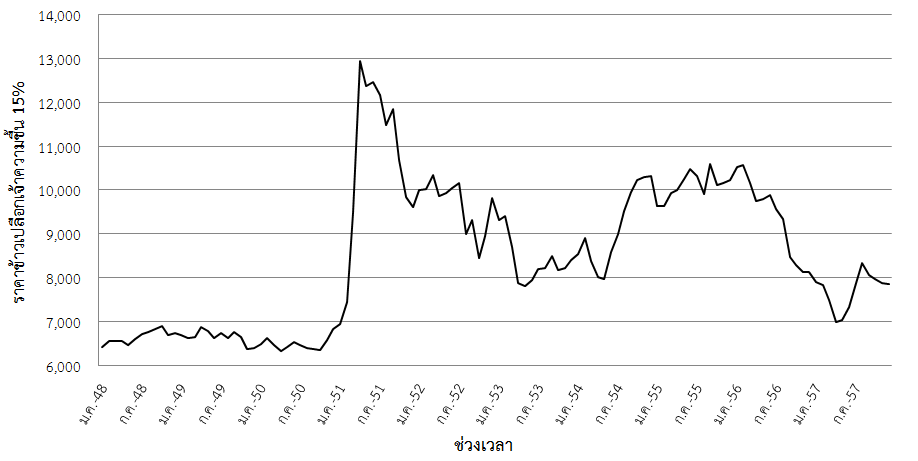 14,000
13,000
12,000
11,000
10,000
9,000
8,000
7,000
6,000
ราคาข้าวเปลือกเจ้าความชื้น 15%
ม.ค.-48
ก.ค.-48
ม.ค.-49
ก.ค.-49
ม.ค.-50
ก.ค.-50
ม.ค.-51
ก.ค.-51
ม.ค.-52
ก.ค.-52
ม.ค.-53
ก.ค.-53
ม.ค.-54
ก.ค.-54
ม.ค.-55
ก.ค.-55
ม.ค.-56
ก.ค.-56
ม.ค.-57
ก.ค.-57
ช่วงเวลา